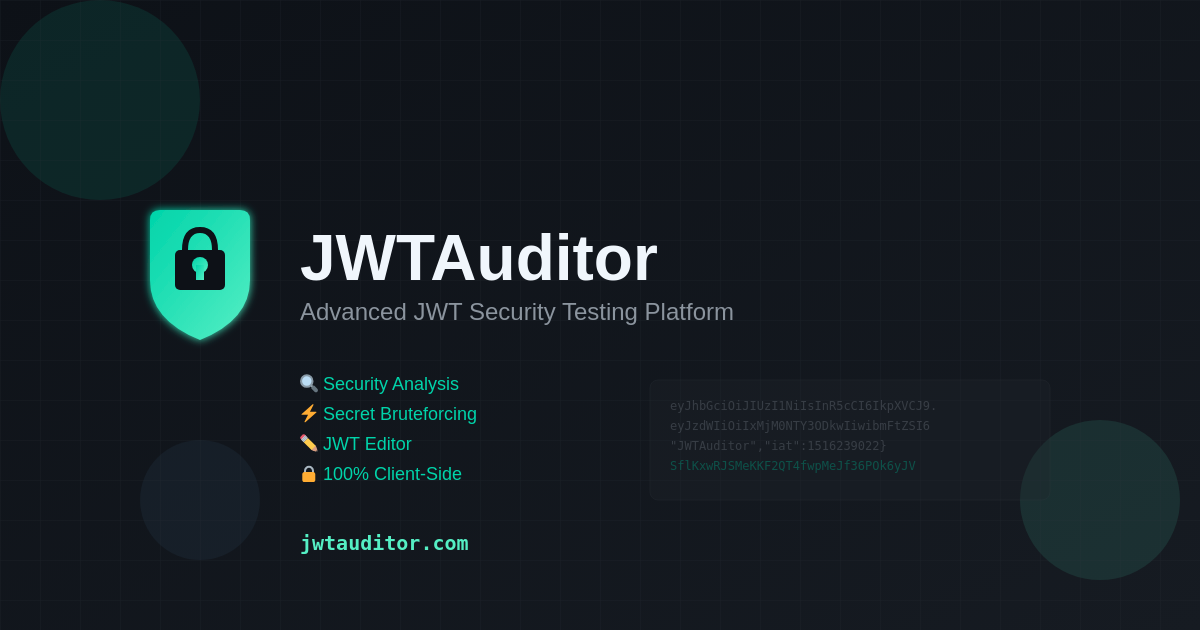 JWTAuditor
Advanced JWT Security Testing Platform
🔍 Security Analysis
⚡ Secret Bruteforcing
✏️ JWT Editor
🔒 100% Client-Side
eyJhbGciOiJIUzI1NiIsInR5cCI6IkpXVCJ9.
eyJzdWIiOiIxMjM0NTY3ODkwIiwibmFtZSI6
"JWTAuditor","iat":1516239022}
SflKxwRJSMeKKF2QT4fwpMeJf36POk6yJV
jwtauditor.com